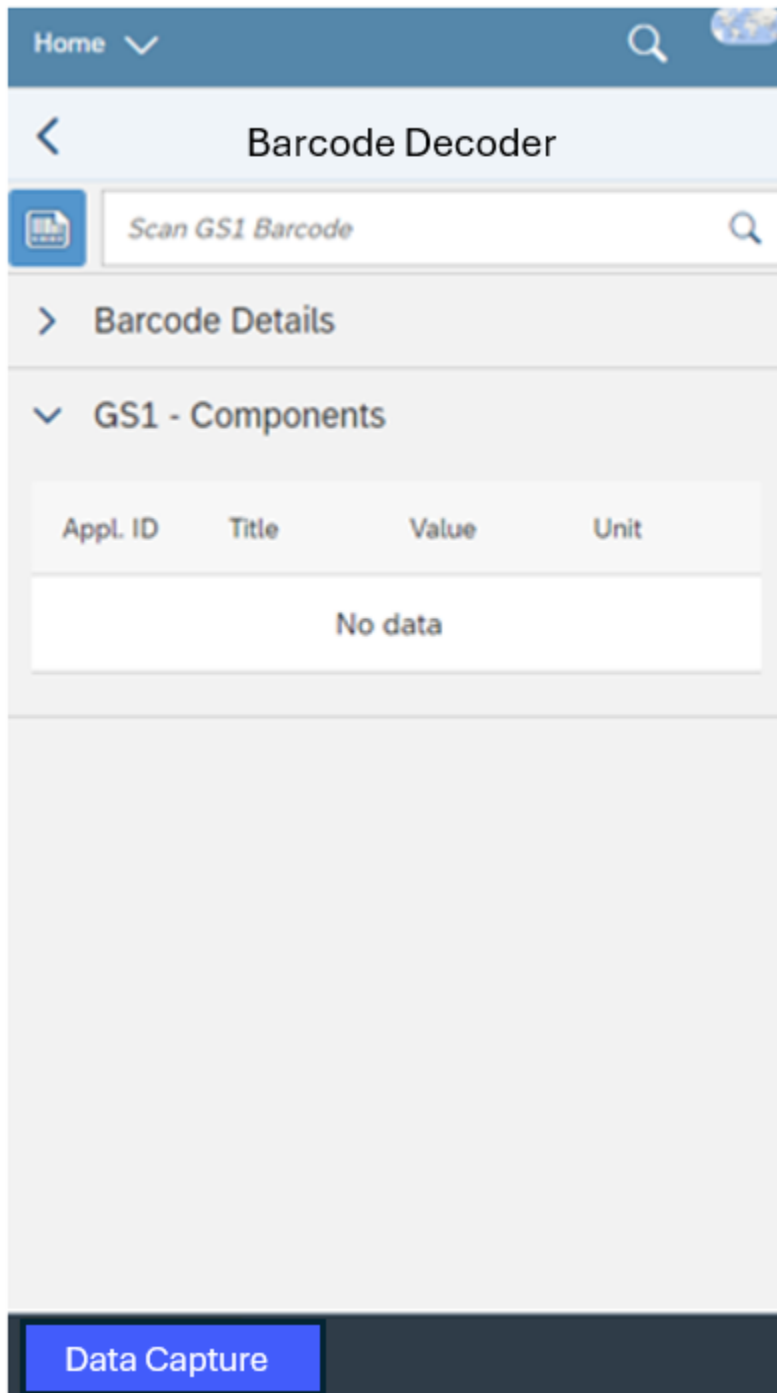 Home
Barcode Decoder
Scan GS1 Barcode
Barcode Details
GS1 - Components
Appl. ID Title Value Unit
No data
Data Capture